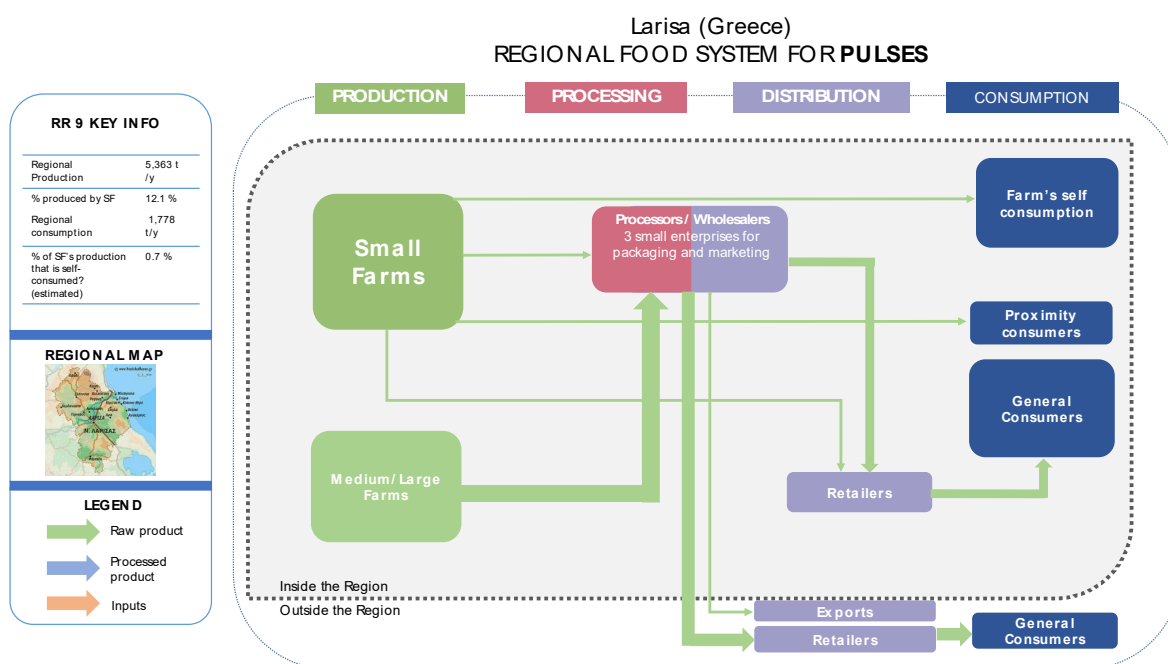 Larisa (Greece)
REGIONAL FOOD SYSTEM FOR PULSES
PRODUCTION
PROCESSING
DISTRIBUTION
CONSUMPTION
RR 9 KEY INFO
Regional
Production
5,363 t
/y
% produced by SF
12.1 %
Regional
consumption
1,778
t/y
% of SF's production
that is self-
consumed?
(estimated)
0.7 %
REGIONAL MAP
ΛΑΡΙΣΑ
Ν. ΛΑΡΙΣΑΣ
LEGEND
Raw product
Processed
product
Inputs
Small
Farms
Medium/Large
Farms
Processors / Wholesalers
3 small enterprises for
packaging and marketing
Farm's self
consumption
Proximity
consumers
General
Consumers
Retailers
Inside the Region
Outside the Region
Exports
Retailers
General
Consumers